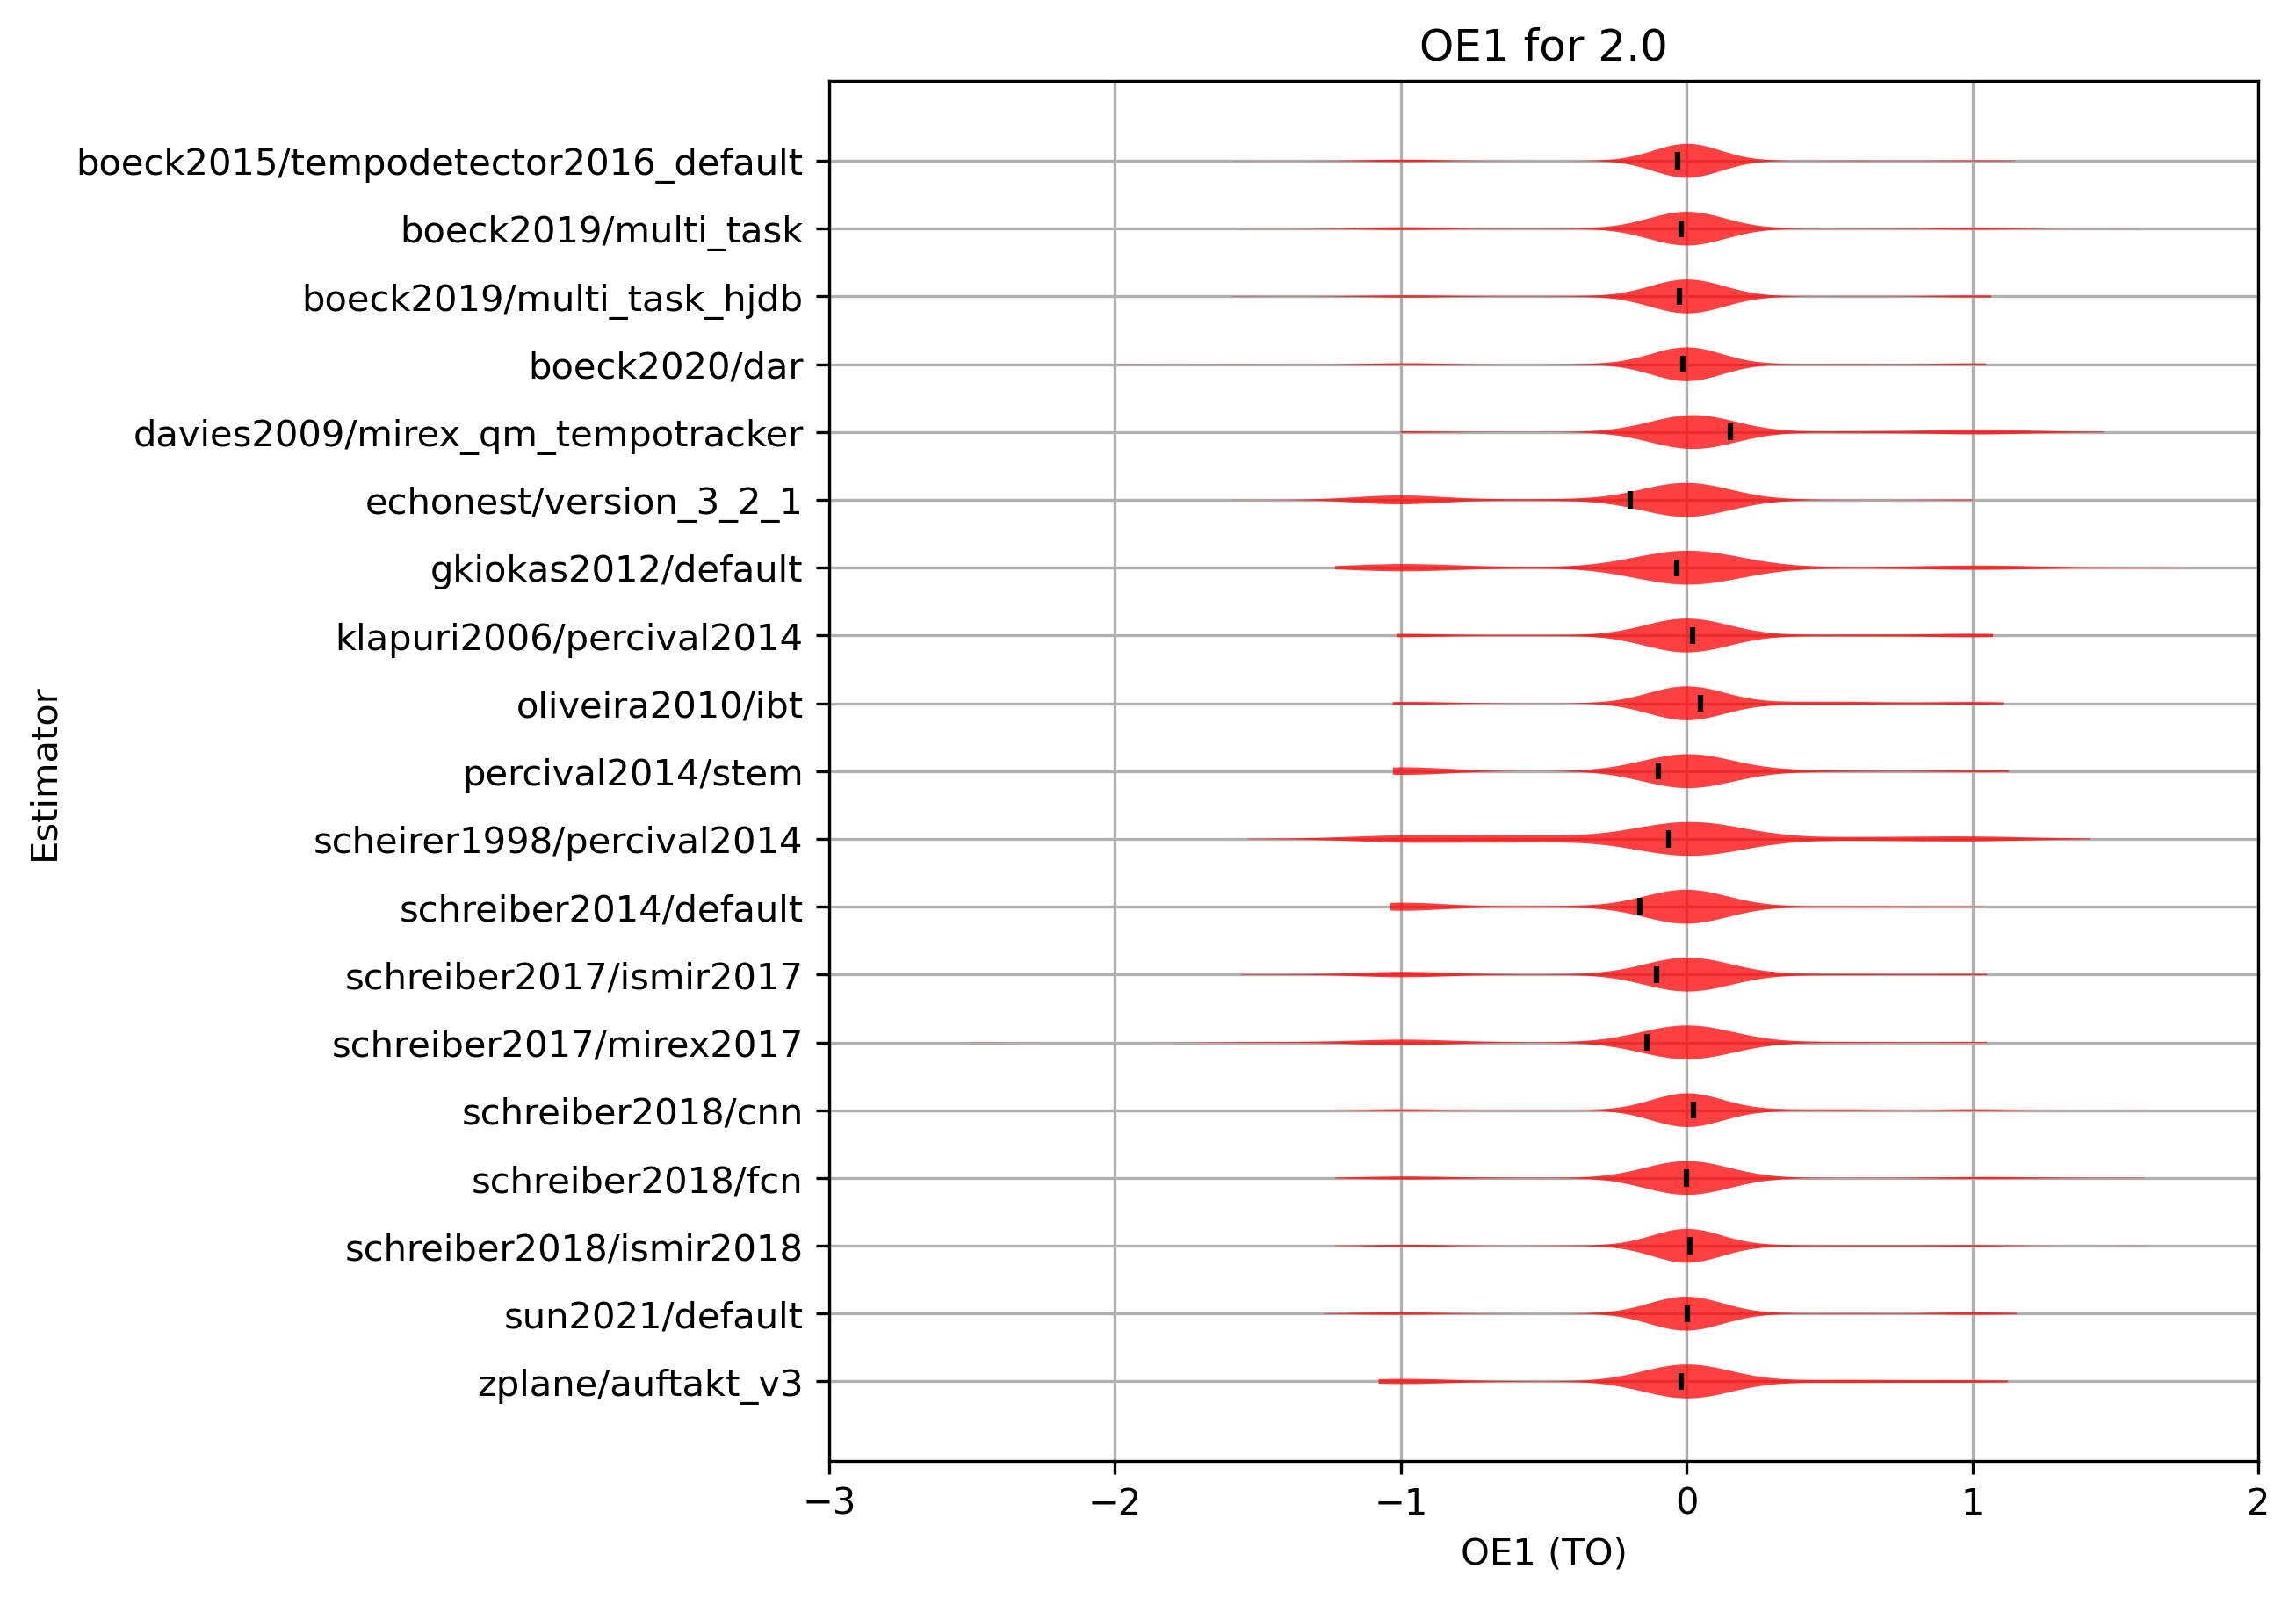 OE1 for 2.0
boeck2015/tempodetector2016_default
boeck2019/multi_task
boeck2019/multi_task_hjdb
boeck2020/dar
davies2009/mirex_qm_tempotracker
echonest/version_3_2_1
gkiokas2012/default
klapuri2006/percival2014
oliveira2010/ibt
percival2014/stem
scheirer1998/percival2014
schreiber2014/default
schreiber2017/ismir2017
schreiber2017/mirex2017
schreiber2018/cnn
schreiber2018/fcn
schreiber2018/ismir2018
sun2021/default
zplane/auftakt_v3
Estimator
−3 −2 −1 0 1 2
OE1 (TO)